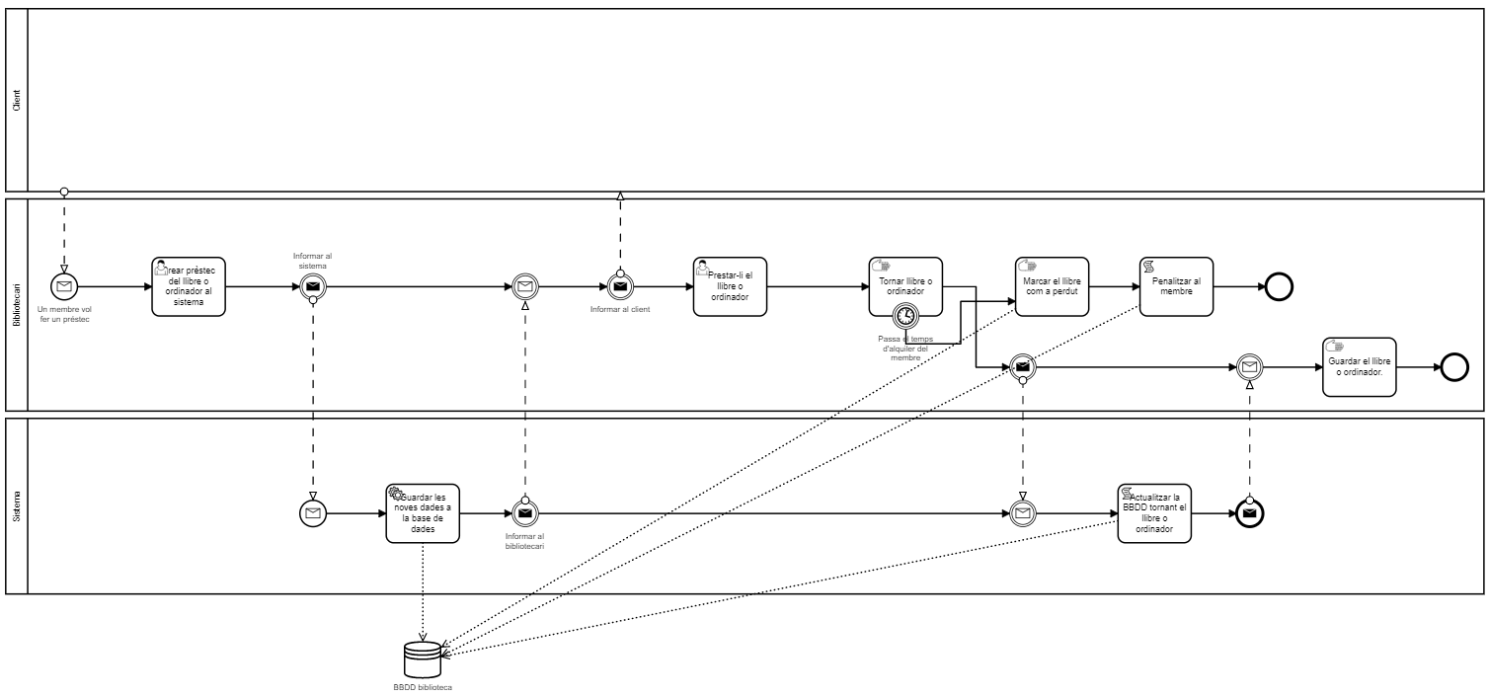 Client
Bibliotecari
Un membre vol
fer un préstec
rear préstec
del llibre o
ordinador al
sistema
Informar al
sistema
Informar al client
Prestar-li el
llibre o
ordinador
Tornar llibre o
ordinador
Passa el temps
d'alquiler del
membre
Marcar el llibre
com a perdut
Penalitzar al
membre
Guardar el llibre
o ordinador.
Sistema
Guardar les
noves dades a
la base de
dades
Informar al
bibliotecari
Actualitzar la
BBDD tornant el
llibre o
ordinador
BBDD biblioteca